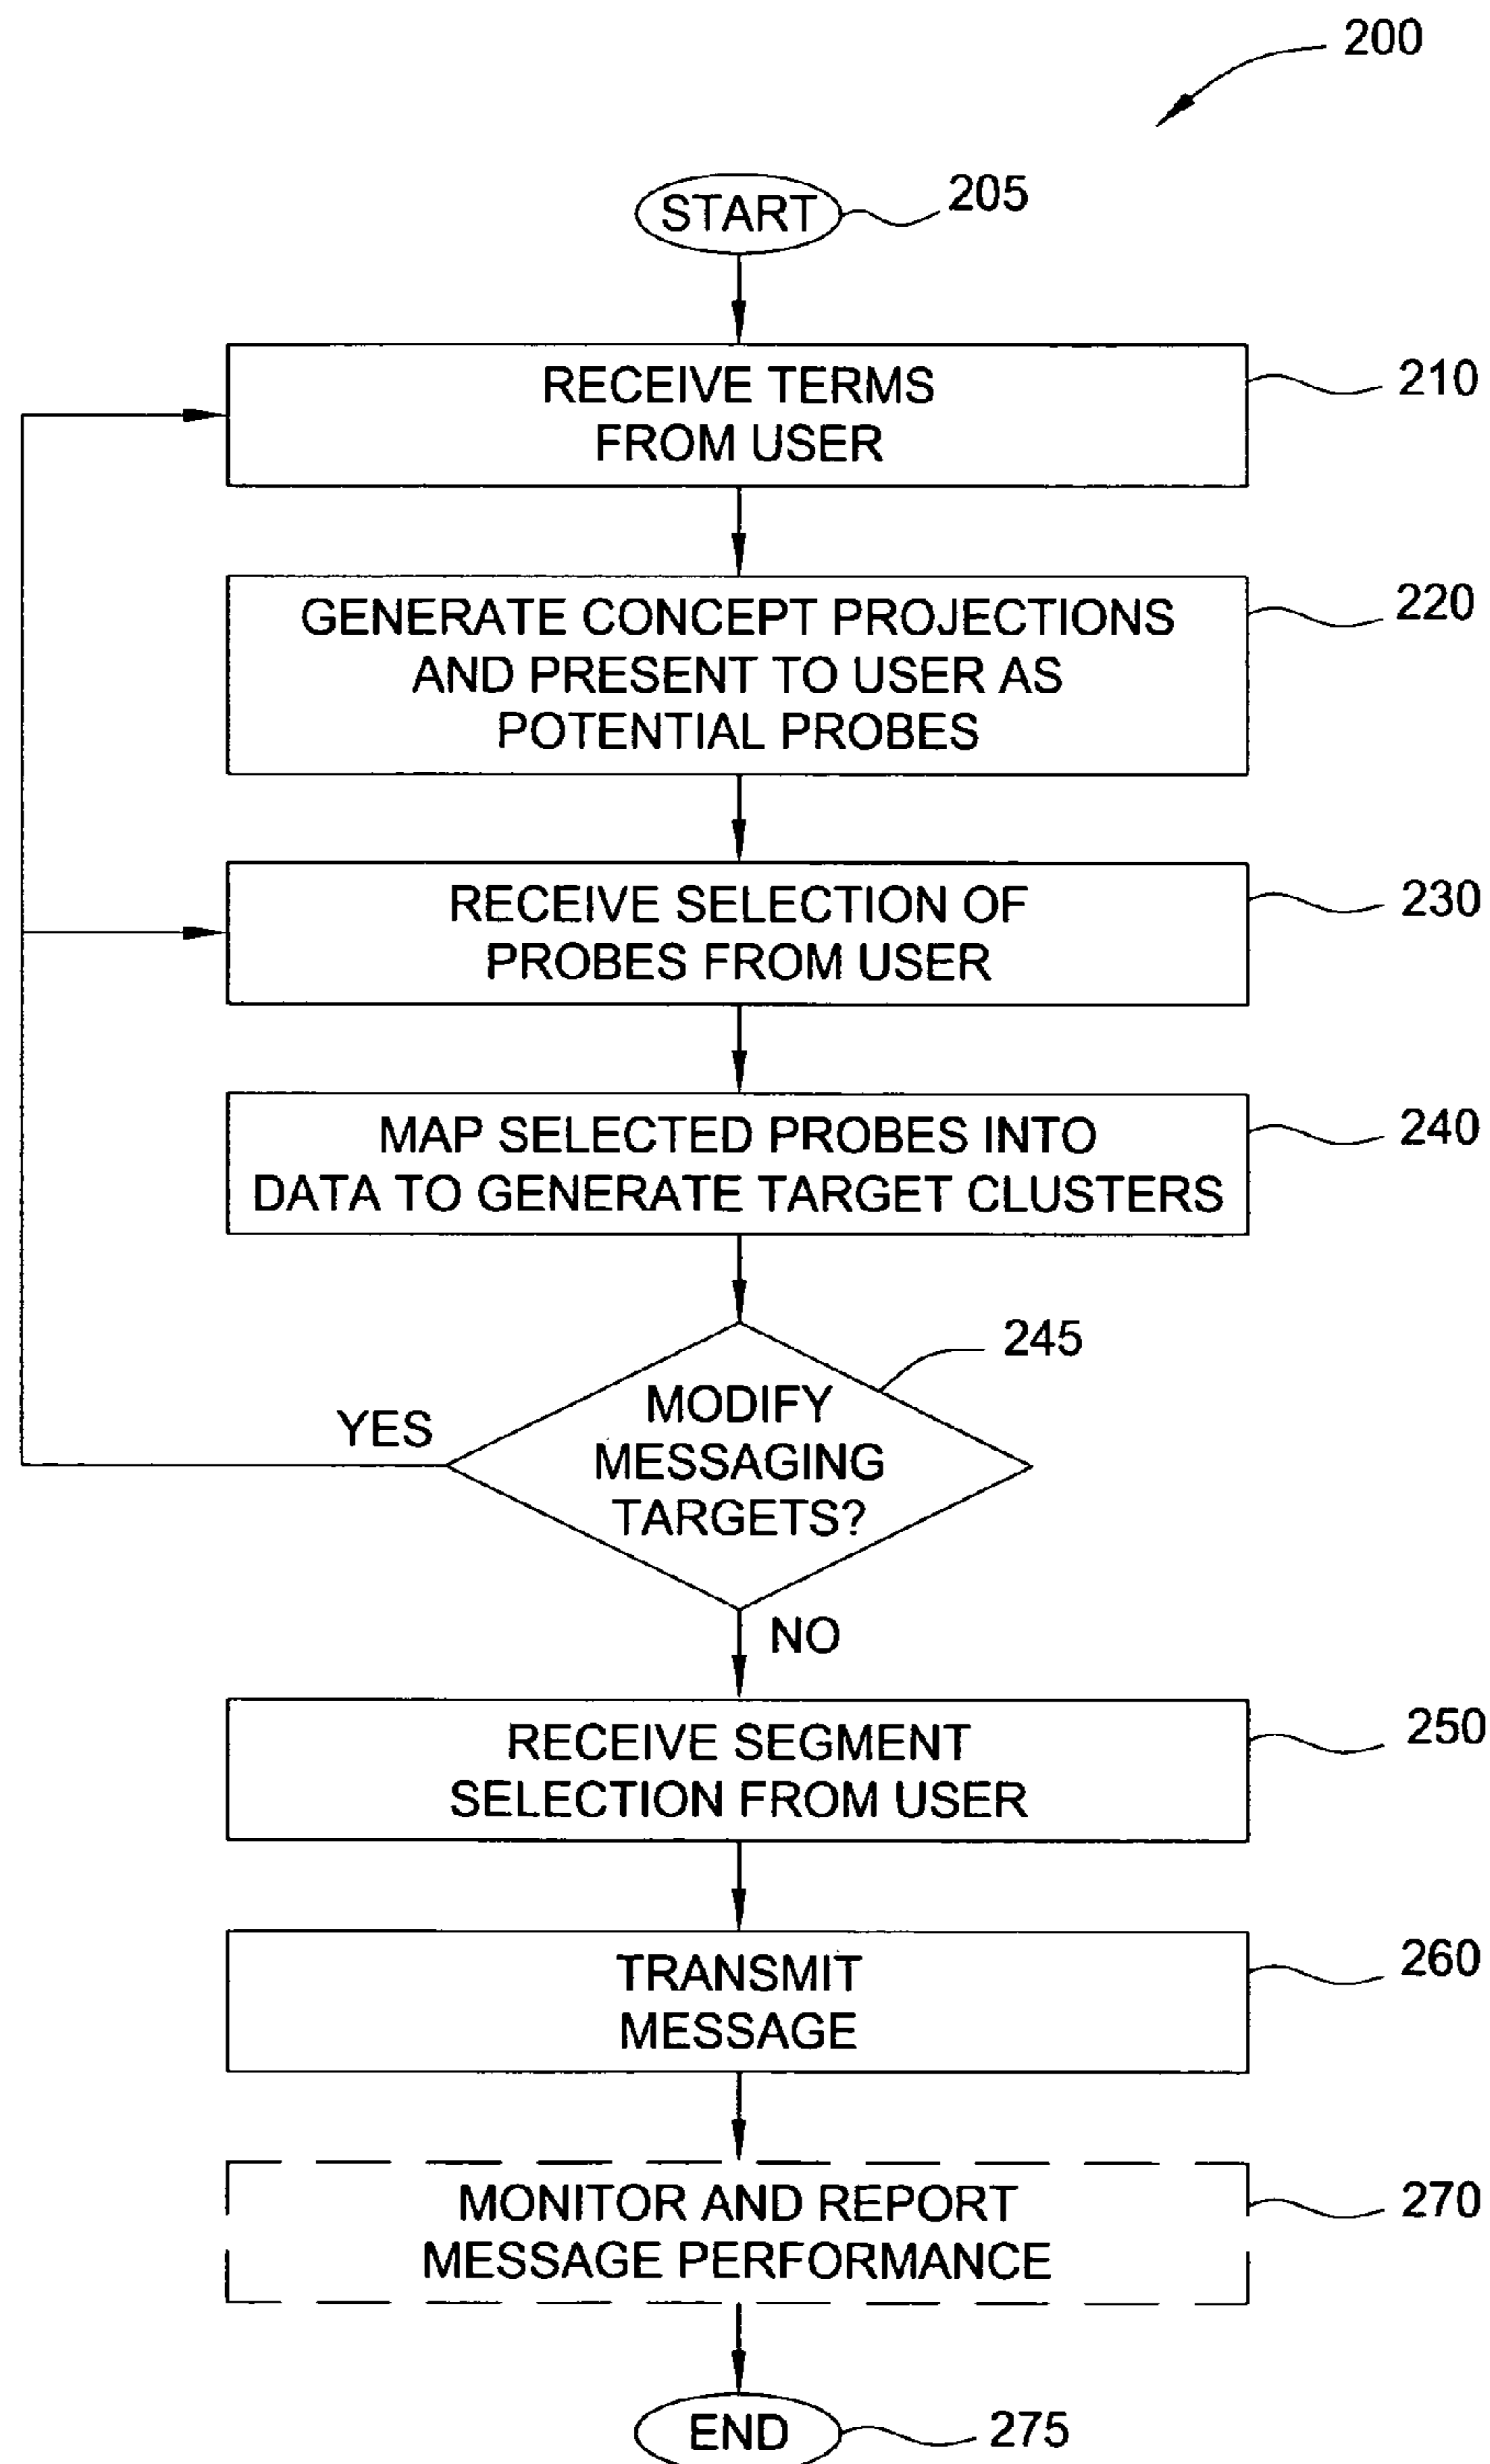 200
START
205
RECEIVE TERMS
FROM USER
210
GENERATE CONCEPT PROJECTIONS
AND PRESENT TO USER AS
POTENTIAL PROBES
220
RECEIVE SELECTION OF
PROBES FROM USER
230
MAP SELECTED PROBES INTO
DATA TO GENERATE TARGET CLUSTERS
240
MODIFY
MESSAGING
TARGETS?
245
YES
NO
RECEIVE SEGMENT
SELECTION FROM USER
250
TRANSMIT
MESSAGE
260
MONITOR AND REPORT
MESSAGE PERFORMANCE
270
END
275